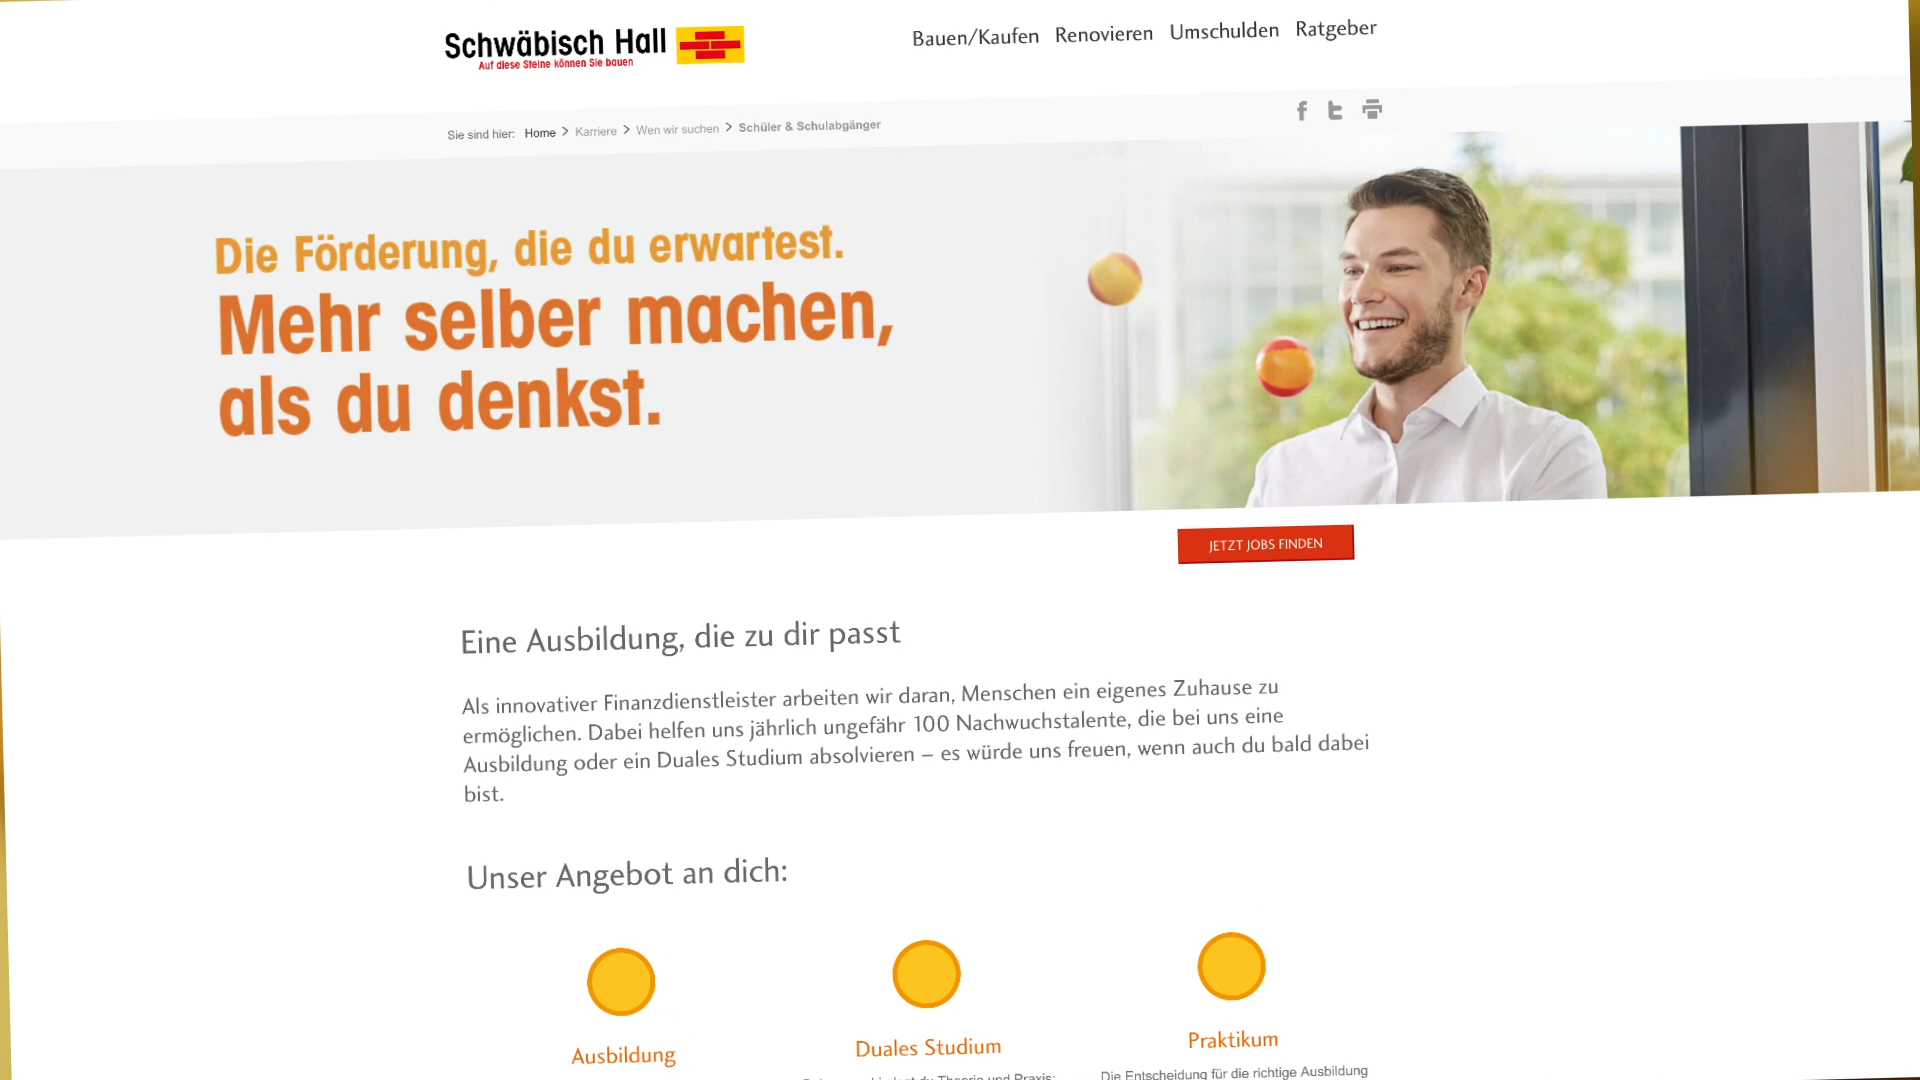 Schwäbisch Hall
Auf diese Steine können Sie bauen
Bauen/Kaufen Renovieren Umschulden Ratgeber
Sie sind hier: Home > Karriere > Wen wir suchen > Schüler & Schulabgänger
Die Förderung, die du erwartest.
Mehr selber machen,
als du denkst.
JETZT JOBS FINDEN
Eine Ausbildung, die zu dir passt
Als innovativer Finanzdienstleister arbeiten wir daran, Menschen ein eigenes Zuhause zu
ermöglichen. Dabei helfen uns jährlich ungefähr 100 Nachwuchstalente, die bei uns eine
Ausbildung oder ein Duales Studium absolvieren – es würde uns freuen, wenn auch du bald dabei
bist.
Unser Angebot an dich:
Ausbildung
Duales Studium
Praktikum
du Theorie und Praxis:
Die Entscheidung für die richtige Ausbildung